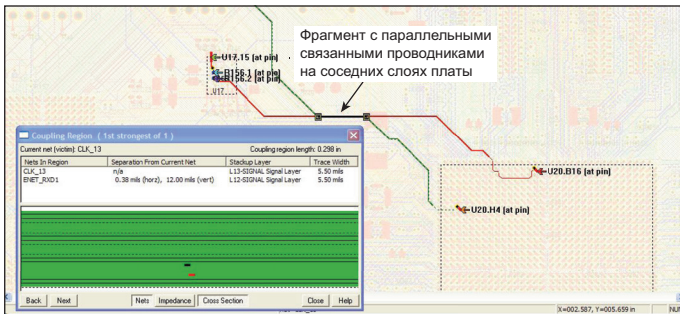 Фрагмент с параллельными
связанными проводниками
на соседних слоях платы
U17.15 (at pin)
B156.1 (at pin)
B156.2 (at pin)
U17
Coupling Region ( 1st strongest of 1 )
Current net (victim): CLK_13 Coupling region length: 0.298 in
Nets In Region Separation From Current Net Stackup Layer Trace Width
CLK_13 n/a L13-SIGNAL Signal Layer 5.50 mils
ENET_RXD1 0.38 mils (horz), 12.00 mils (vert) L12-SIGNAL Signal Layer 5.50 mils
U20.B16 (at pin)
U20.H4 (at pin)
Back Next Nets Impedance Cross Section Close Help
X=002.587, Y=005.659 in NUM